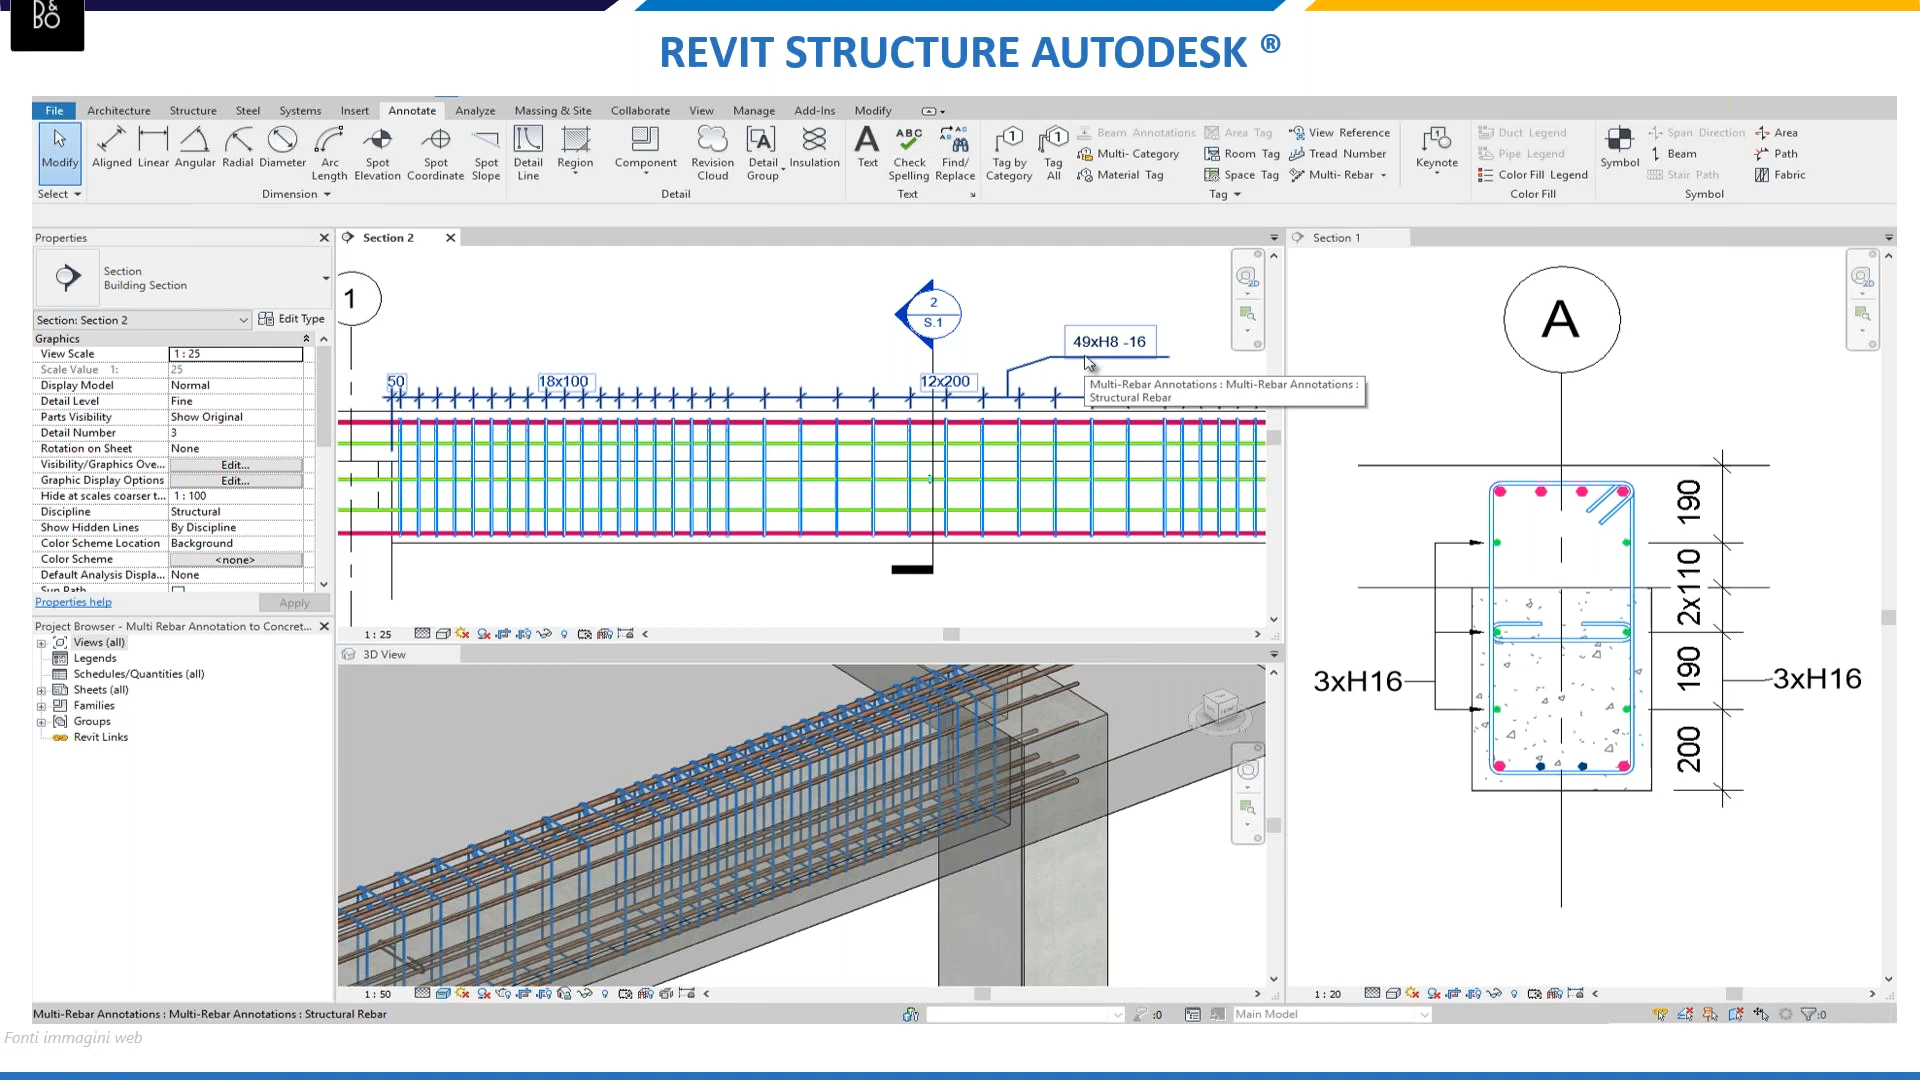 D&
BO
REVIT STRUCTURE AUTODESK ®
File Architecture Structure Steel Systems Insert Annotate Analyze Massing & Site Collaborate View Manage Add-Ins Modify
Modify Aligned Linear Angular Radial Diameter Arc Length Spot Elevation Spot Coordinate Spot Slope Detail Line Region Component Revision Cloud Detail Group Insulation Text Check Spelling Find/ Replace Tag by Category Tag All
Beam Annotations Area Tag View Reference
Multi- Category Room Tag Tread Number
Material Tag Space Tag Multi- Rebar
Keynote
Duct Legend
Pipe Legend
Color Fill Legend
Symbol
Span Direction Area
Beam Path
Stair Path Fabric
Select Dimension Detail Text Tag Color Fill Symbol
Properties
Section
Building Section
Section: Section 2 Edit Type
Graphics
View Scale 1 : 25
Scale Value 1: 25
Display Model Normal
Detail Level Fine
Parts Visibility Show Original
Detail Number 3
Rotation on Sheet None
Visibility/Graphics Ove... Edit...
Graphic Display Options Edit...
Hide at scales coarser t... 1 : 100
Discipline Structural
Show Hidden Lines By Discipline
Color Scheme Location Background
Color Scheme <none>
Default Analysis Displa... None
Sun Path
Properties help Apply
Project Browser - Multi Rebar Annotation to Concret...
Views (all)
Legends
Schedules/Quantities (all)
Sheets (all)
Families
Groups
Revit Links
Section 2
1
2
S.1
49xH8 -16
50 18x100 12x200
Multi-Rebar Annotations : Multi-Rebar Annotations :
Structural Rebar
1 : 25
3D View
1 : 50
Section 1
2D
2D
A
190
2x110
190
200
3xH16
3xH16
1 : 20
Multi-Rebar Annotations : Multi-Rebar Annotations : Structural Rebar :0 Main Model :0
Fonti immagini web